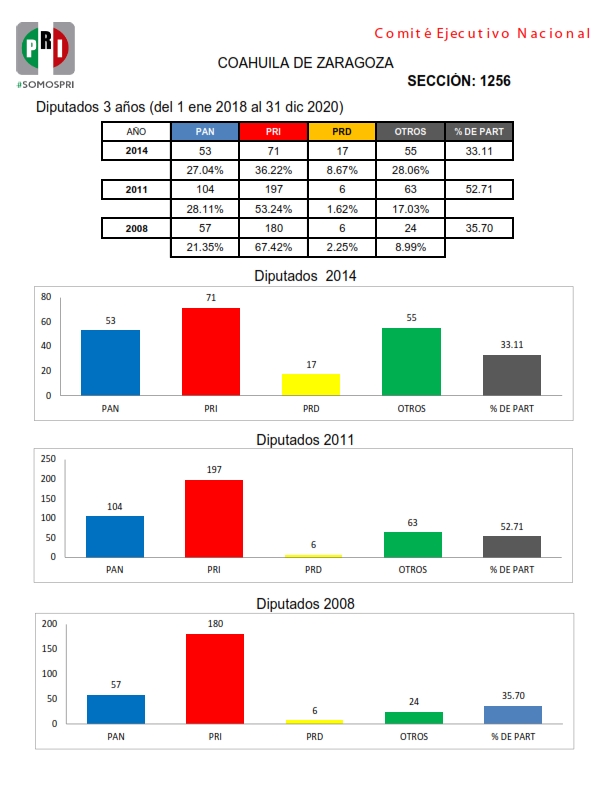 PRI
#SOMOSPRI
Comité Ejecutivo Nacional
COAHUILA DE ZARAGOZA
SECCIÓN: 1256
Diputados 3 años (del 1 ene 2018 al 31 dic 2020)
AÑO PAN PRI PRD OTROS % DE PART
2014 53 71 17 55 33.11
27.04% 36.22% 8.67% 28.06%
2011 104 197 6 63 52.71
28.11% 53.24% 1.62% 17.03%
2008 57 180 6 24 35.70
21.35% 67.42% 2.25% 8.99%
Diputados 2014
80
60
40
20
0
53 71 17 55 33.11
PAN PRI PRD OTROS % DE PART
Diputados 2011
250
200
150
100
50
0
104 197 6 63 52.71
PAN PRI PRD OTROS % DE PART
Diputados 2008
200
150
100
50
0
57 180 6 24 35.70
PAN PRI PRD OTROS % DE PART